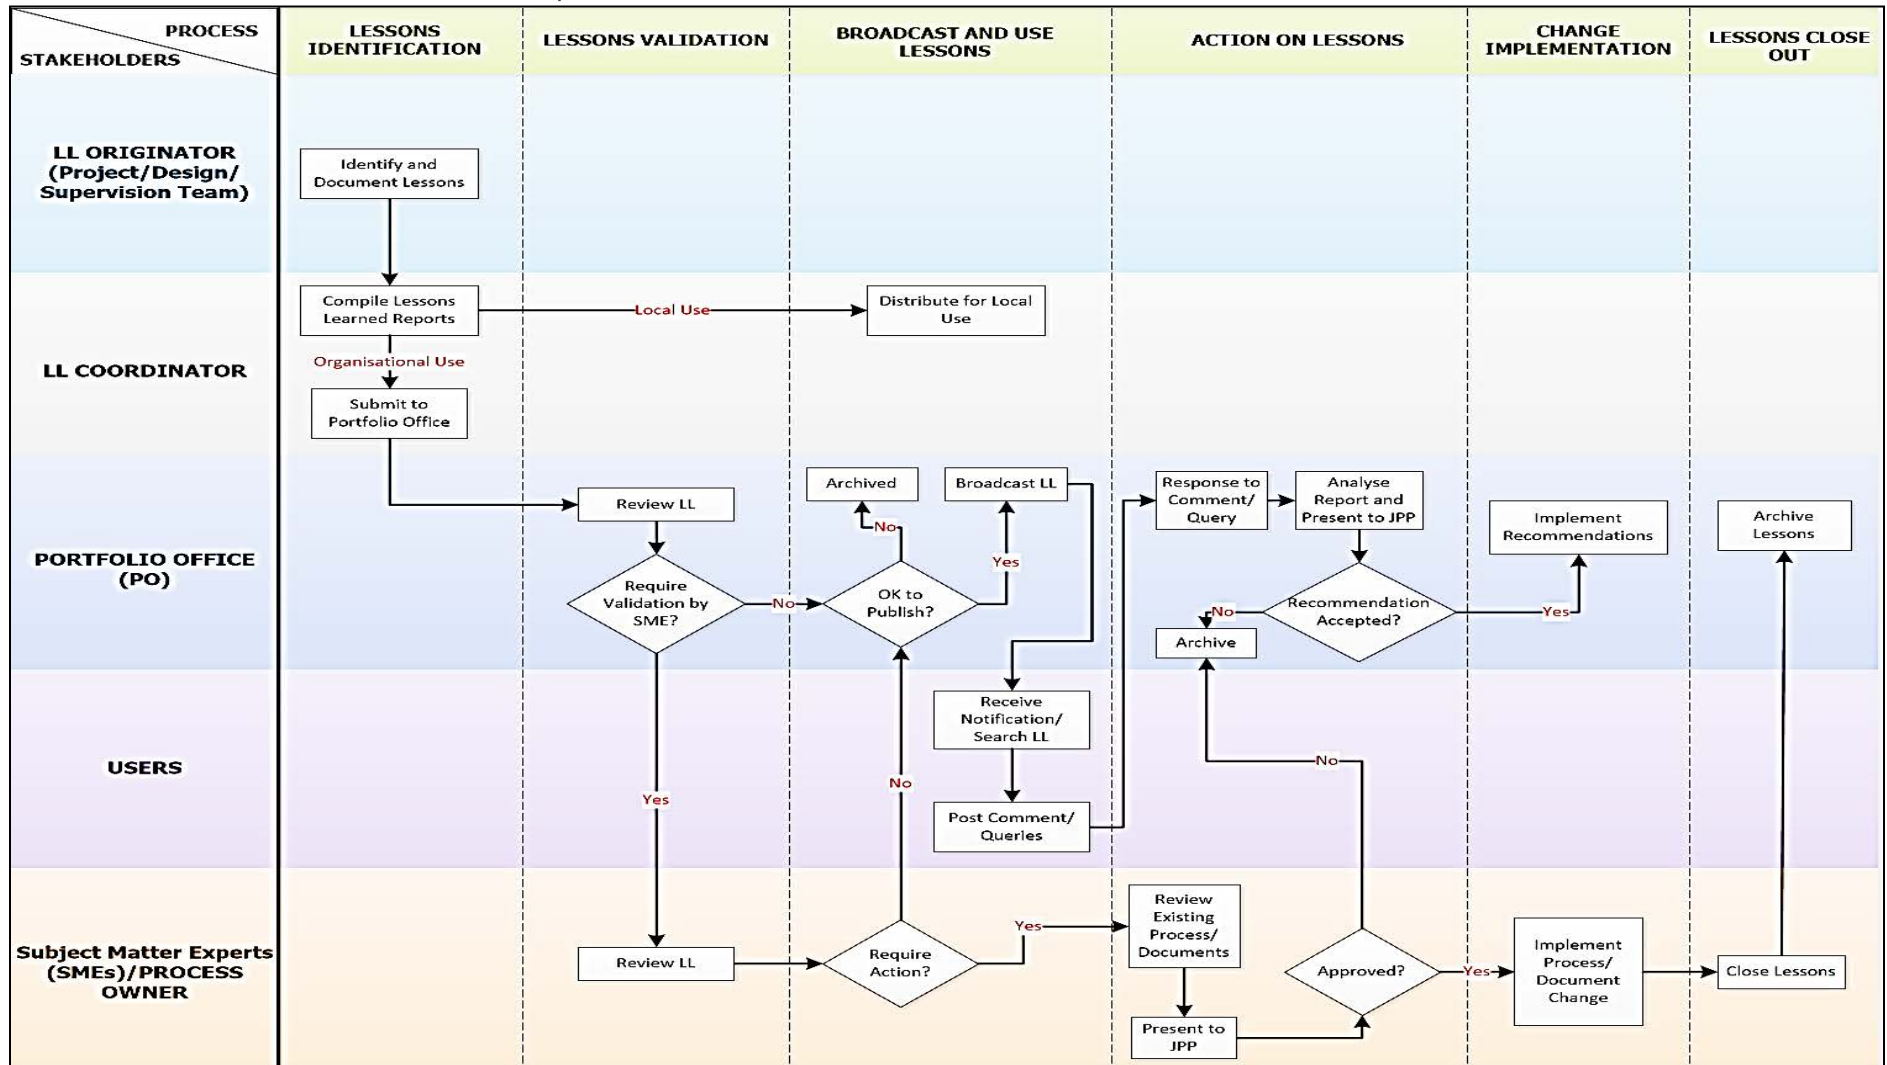 PROCESS
STAKEHOLDERS
LESSONS
IDENTIFICATION
LESSONS VALIDATION
BROADCAST AND USE
LESSONS
ACTION ON LESSONS
CHANGE
IMPLEMENTATION
LESSONS CLOSE
OUT
LL ORIGINATOR
(Project/Design/
Supervision Team)
Identify and
Document Lessons
LL COORDINATOR
Compile Lessons
Learned Reports
Local Use
Distribute for Local
Use
Organisational Use
Submit to
Portfolio Office
PORTFOLIO OFFICE
(PO)
Review LL
Require
Validation by
SME?
No
Archived
No
OK to
Publish?
Broadcast LL
Yes
Response to
Comment/
Query
Analyse
Report and
Present to JPP
Recommendation
Accepted?
No
Archive
Yes
Implement
Recommendations
Archive
Lessons
USERS
Yes
No
Receive
Notification/
Search LL
Post Comment/
Queries
No
Subject Matter Experts
(SMEs)/PROCESS
OWNER
Review LL
Require
Action?
Yes
Review
Existing
Process/
Documents
Present to
JPP
Approved?
Yes
Implement
Process/
Document
Change
Close Lessons